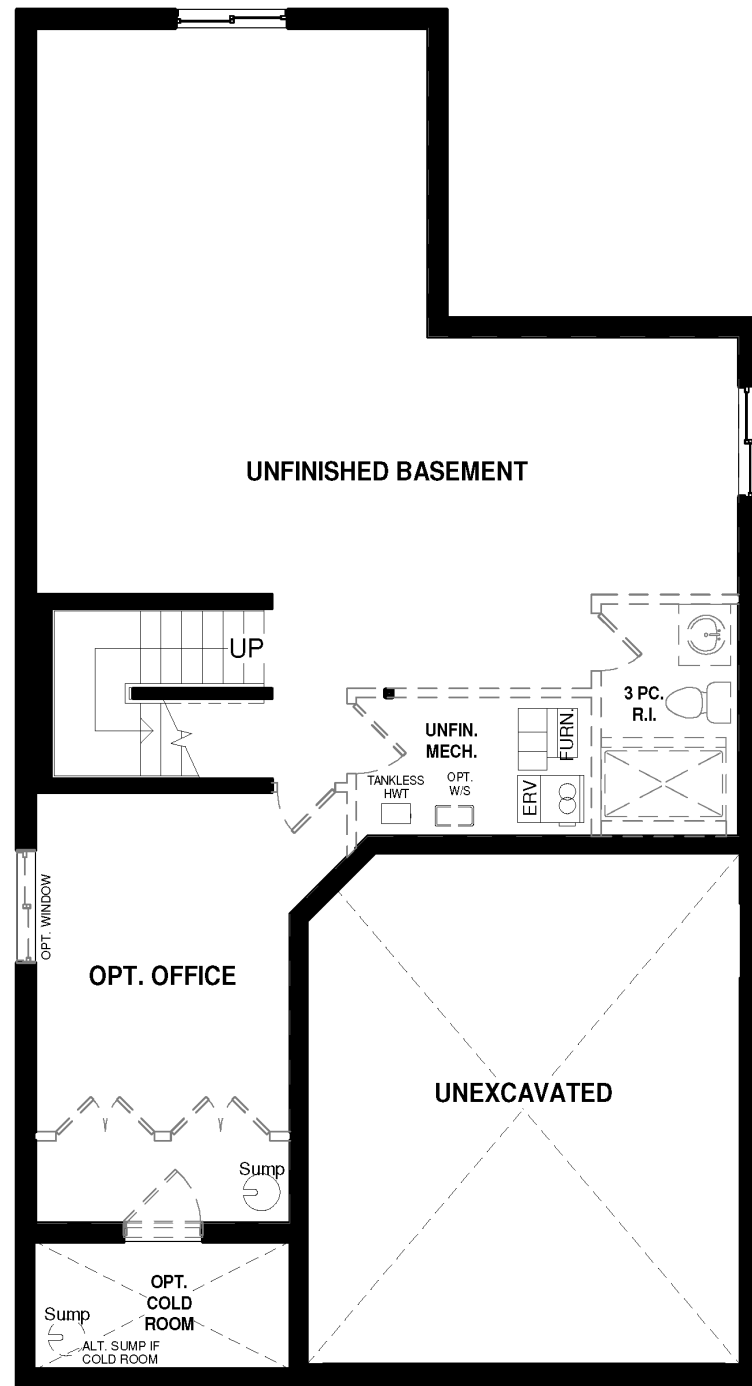 UNFINISHED BASEMENT
UP
3 PC.
R.I.
UNFIN.
MECH.
FURN.
TANKLESS
HWT
OPT.
W/S
ERV
OPT. WINDOW
OPT. OFFICE
UNEXCAVATED
Sump
OPT.
COLD
ROOM
Sump
ALT. SUMP IF
COLD ROOM